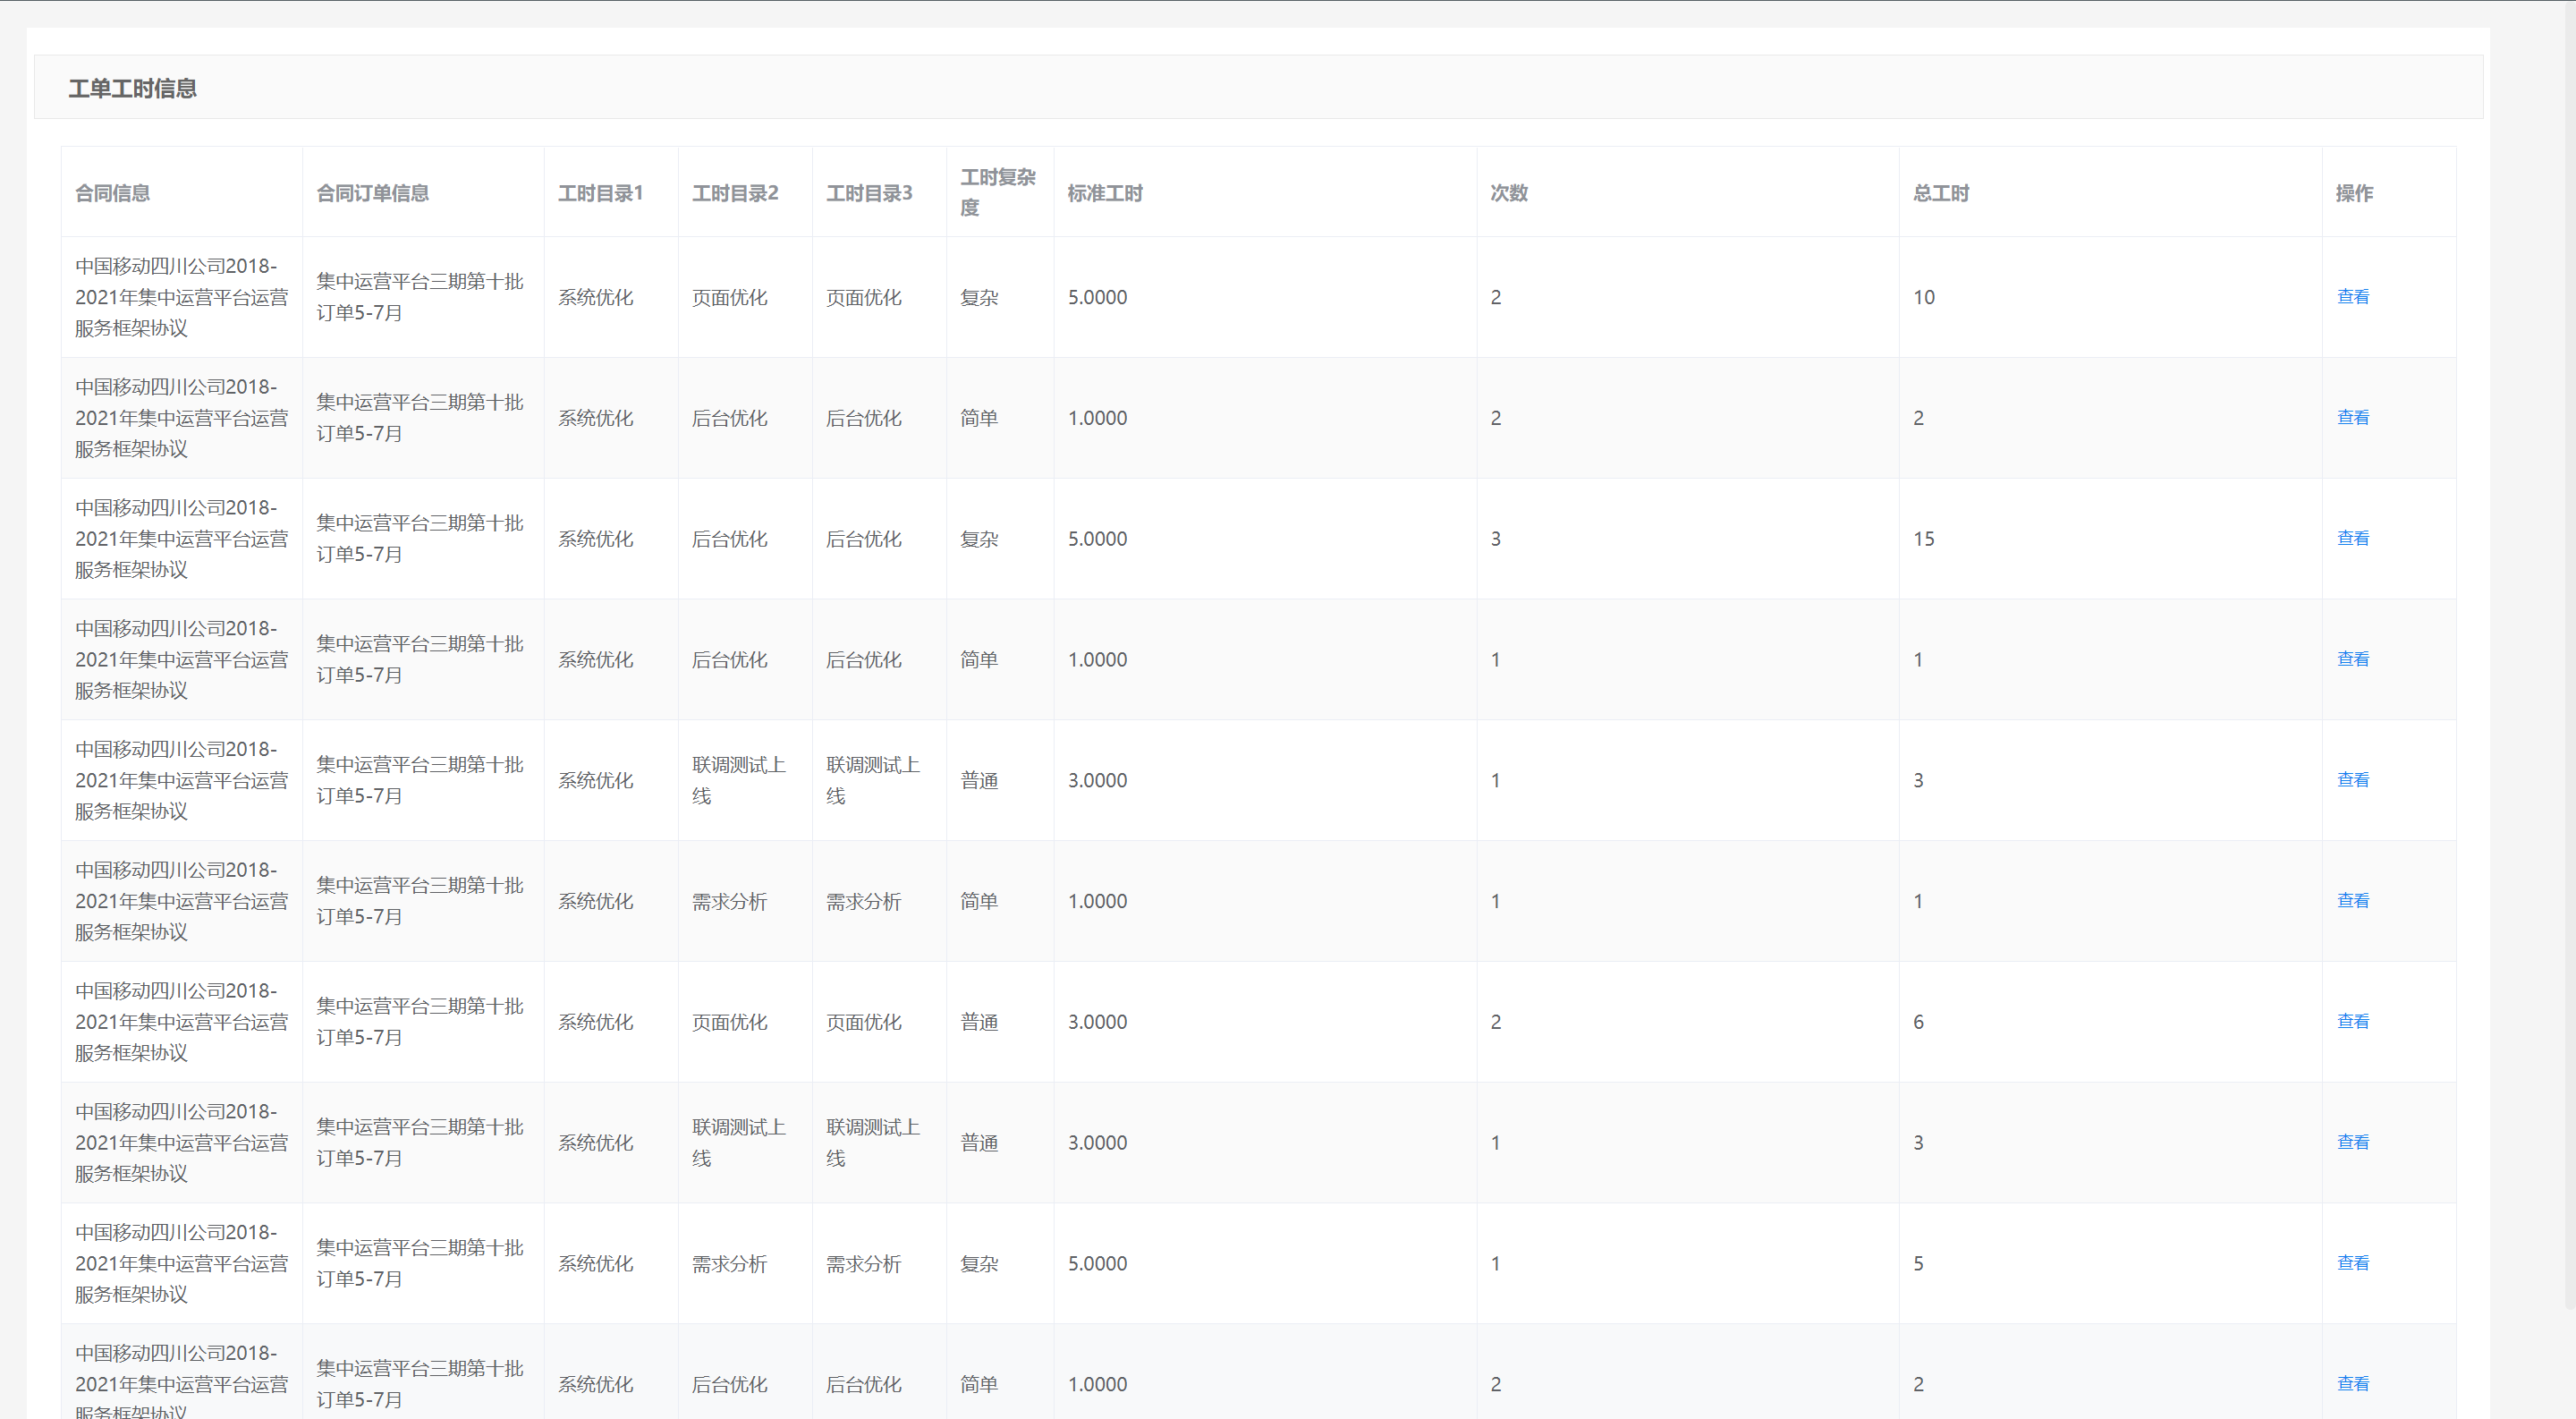 工单工时信息
合同信息 合同订单信息 工时目录1 工时目录2 工时目录3 工时复杂度 标准工时 次数 总工时 操作
中国移动四川公司2018-2021年集中运营平台运营服务框架协议 集中运营平台三期第十批订单5-7月 系统优化 页面优化 页面优化 复杂 5.0000 2 10 查看
中国移动四川公司2018-2021年集中运营平台运营服务框架协议 集中运营平台三期第十批订单5-7月 系统优化 后台优化 后台优化 简单 1.0000 2 2 查看
中国移动四川公司2018-2021年集中运营平台运营服务框架协议 集中运营平台三期第十批订单5-7月 系统优化 后台优化 后台优化 复杂 5.0000 3 15 查看
中国移动四川公司2018-2021年集中运营平台运营服务框架协议 集中运营平台三期第十批订单5-7月 系统优化 后台优化 后台优化 简单 1.0000 1 1 查看
中国移动四川公司2018-2021年集中运营平台运营服务框架协议 集中运营平台三期第十批订单5-7月 系统优化 联调测试上线 联调测试上线 普通 3.0000 1 3 查看
中国移动四川公司2018-2021年集中运营平台运营服务框架协议 集中运营平台三期第十批订单5-7月 系统优化 需求分析 需求分析 简单 1.0000 1 1 查看
中国移动四川公司2018-2021年集中运营平台运营服务框架协议 集中运营平台三期第十批订单5-7月 系统优化 页面优化 页面优化 普通 3.0000 2 6 查看
中国移动四川公司2018-2021年集中运营平台运营服务框架协议 集中运营平台三期第十批订单5-7月 系统优化 联调测试上线 联调测试上线 普通 3.0000 1 3 查看
中国移动四川公司2018-2021年集中运营平台运营服务框架协议 集中运营平台三期第十批订单5-7月 系统优化 需求分析 需求分析 复杂 5.0000 1 5 查看
中国移动四川公司2018-2021年集中运营平台运营服务框架协议 集中运营平台三期第十批订单5-7月 系统优化 后台优化 后台优化 简单 1.0000 2 2 查看